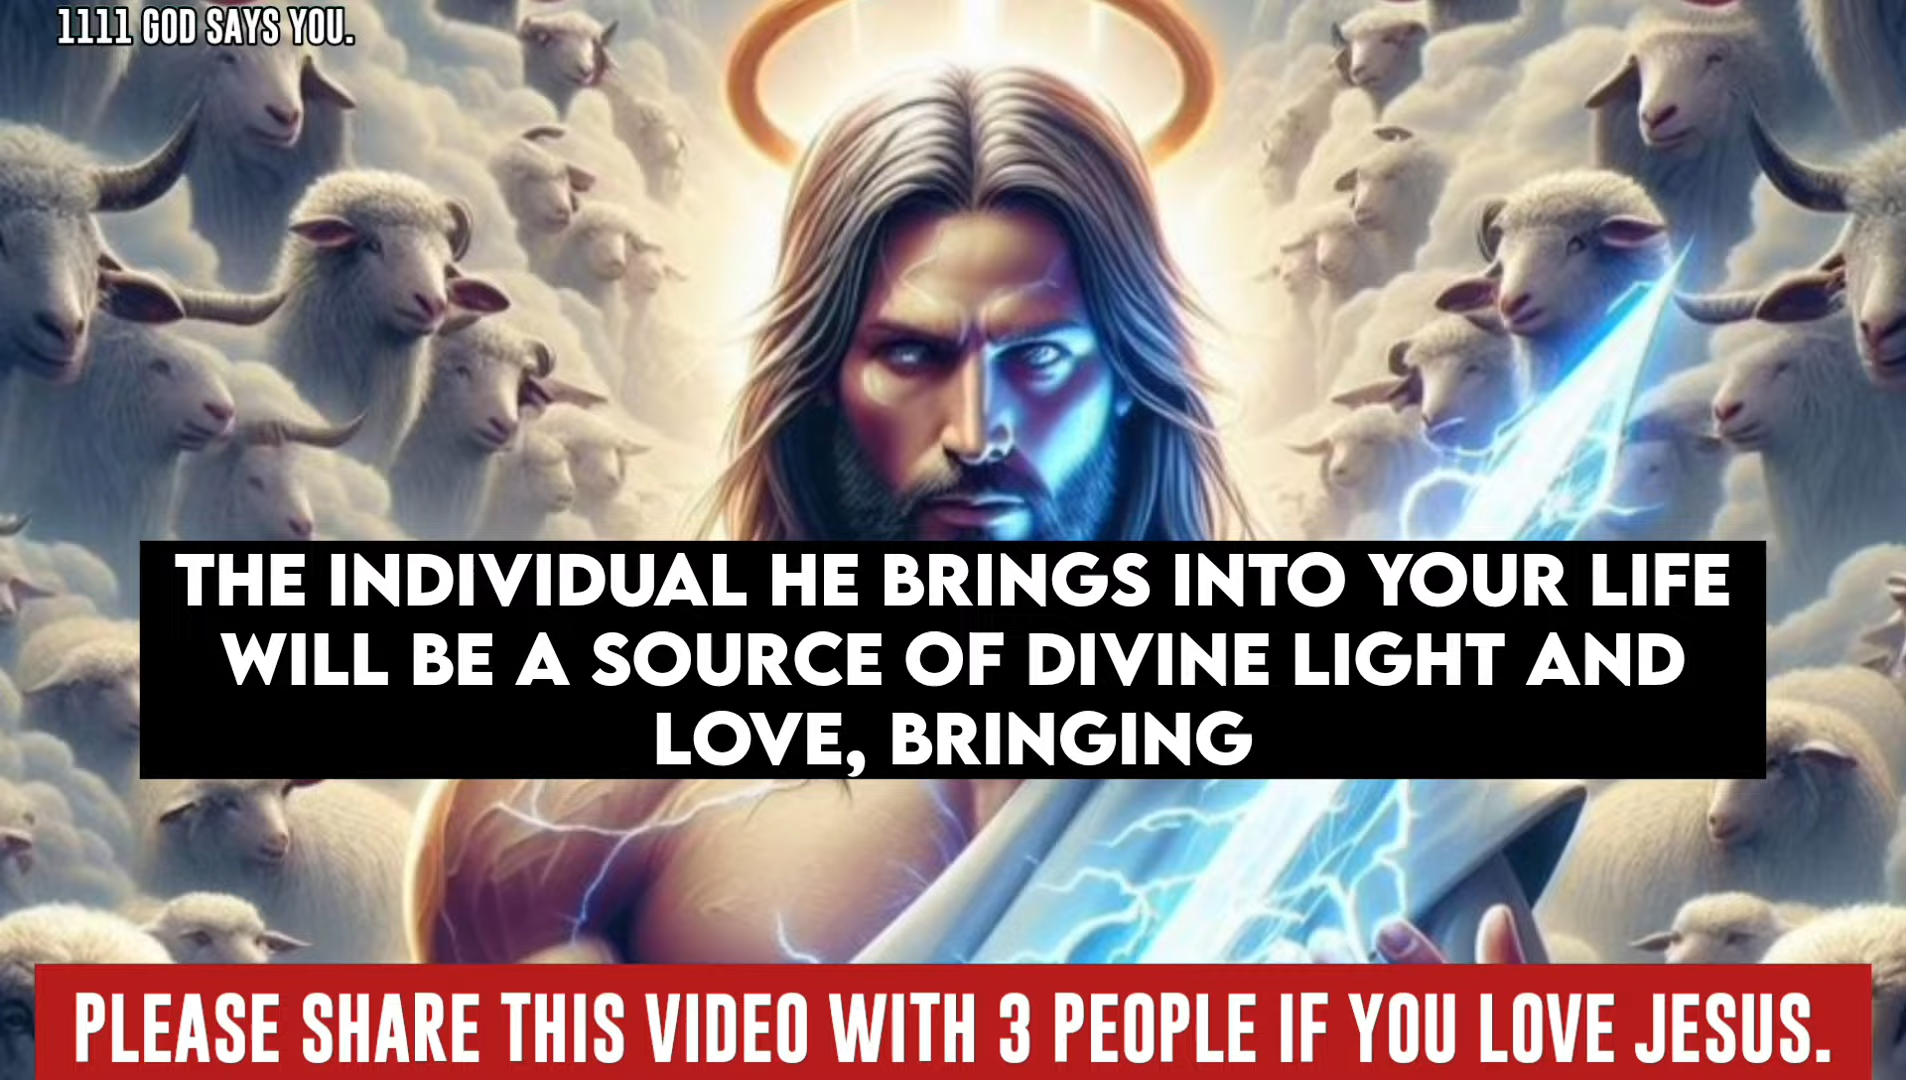 1111 GOD SAYS YOU.
THE INDIVIDUAL HE BRINGS INTO YOUR LIFE
WILL BE A SOURCE OF DIVINE LIGHT AND
LOVE, BRINGING
PLEASE SHARE THIS VIDEO WITH 3 PEOPLE IF YOU LOVE JESUS.